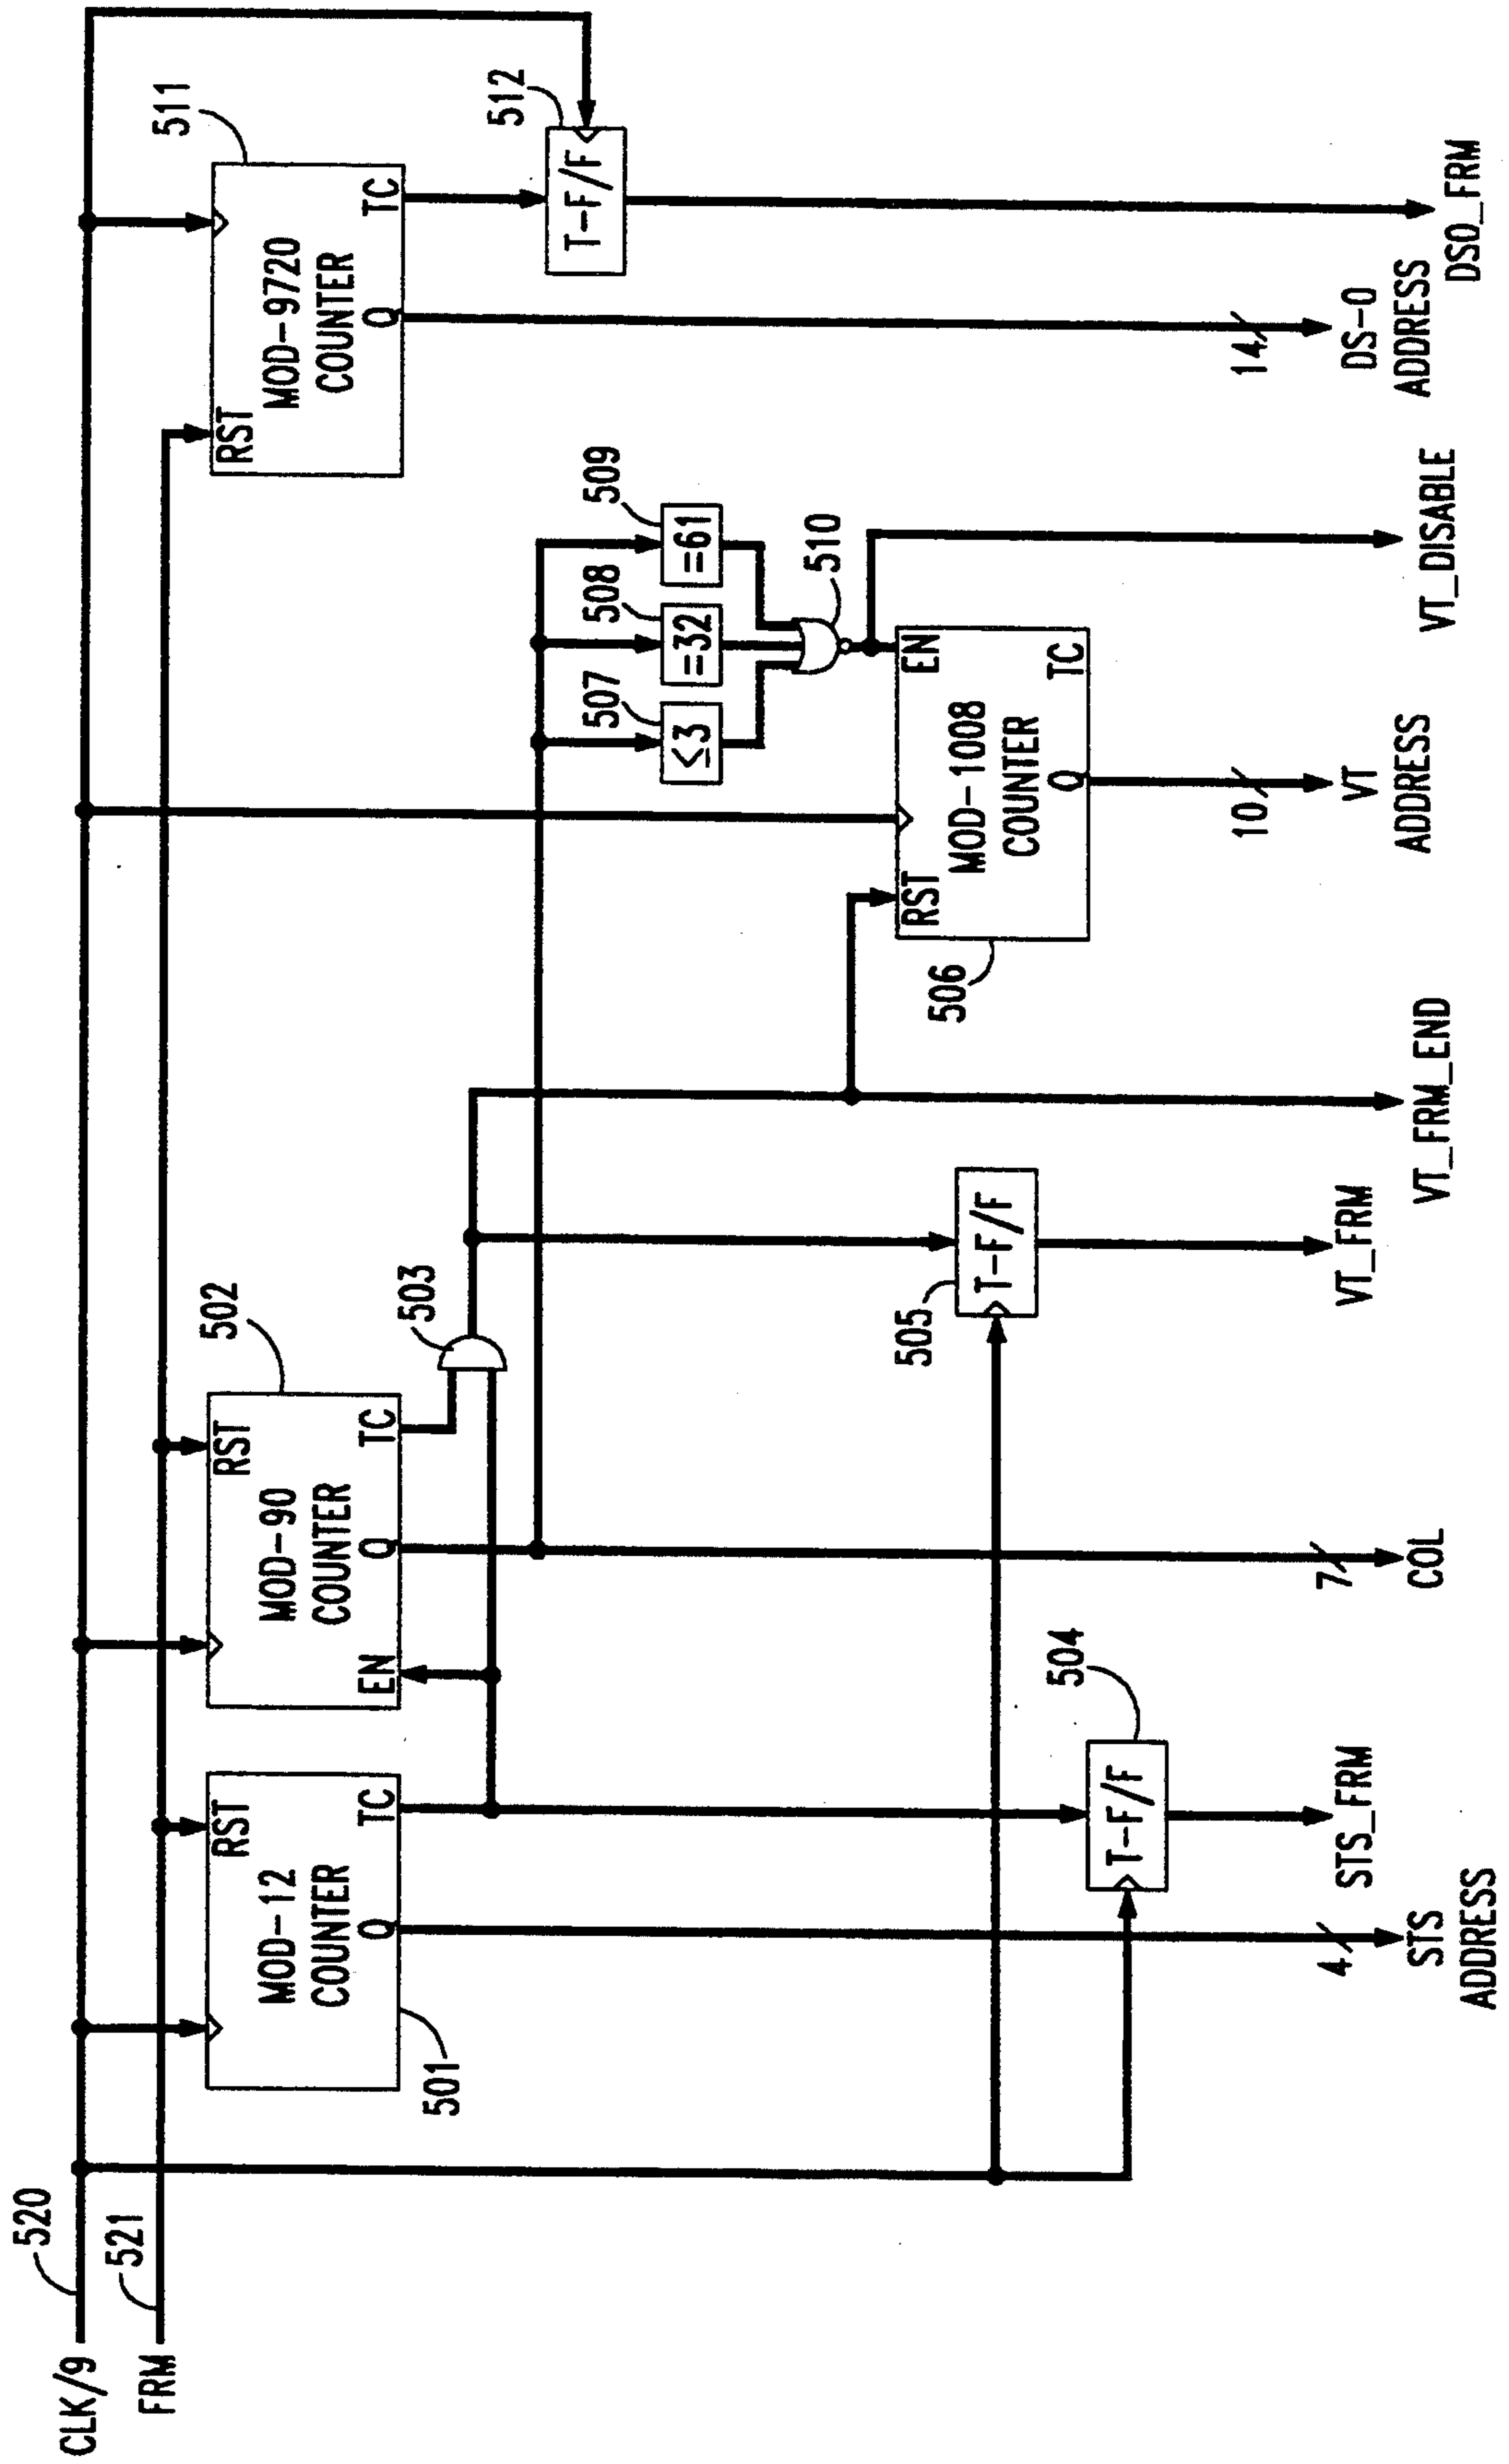 CLK/9
520
FRM
521
501
MOD-12
COUNTER
RST
Q
TC
502
MOD-90
COUNTER
RST
EN
Q
TC
503
504
T-F/F
505
T-F/F
506
MOD-1008
COUNTER
RST
EN
Q
TC
507
≤3
508
=32
509
=61
510
511
MOD-9720
COUNTER
RST
Q
TC
512
T-F/F
4
STS
ADDRESS
STS_FRM
7
COL
VT_FRM
VT_FRM_END
10
VT
ADDRESS
VT_DISABLE
14
DS-0
ADDRESS
DS0_FRM